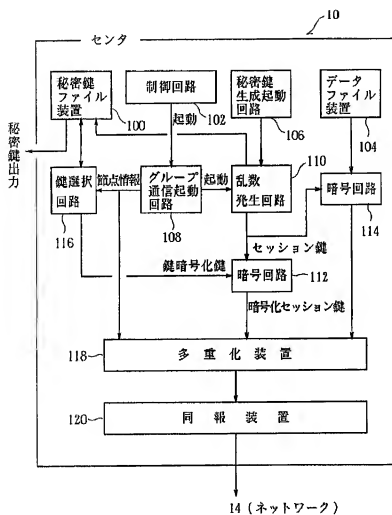 10
センタ
秘密鍵
ファイル
装置
100
制御回路
102
秘密鍵
生成起動
回路
106
データ
ファイル
装置
104
秘密鍵出力
起動
鍵選択
回路
116
節点情報
グループ
通信起動
回路
108
起動
乱数
発生回路
110
暗号回路
114
セッション鍵
鍵暗号化鍵
暗号回路
112
暗号化セッション鍵
118
多重化装置
120
同報装置
14(ネットワーク)